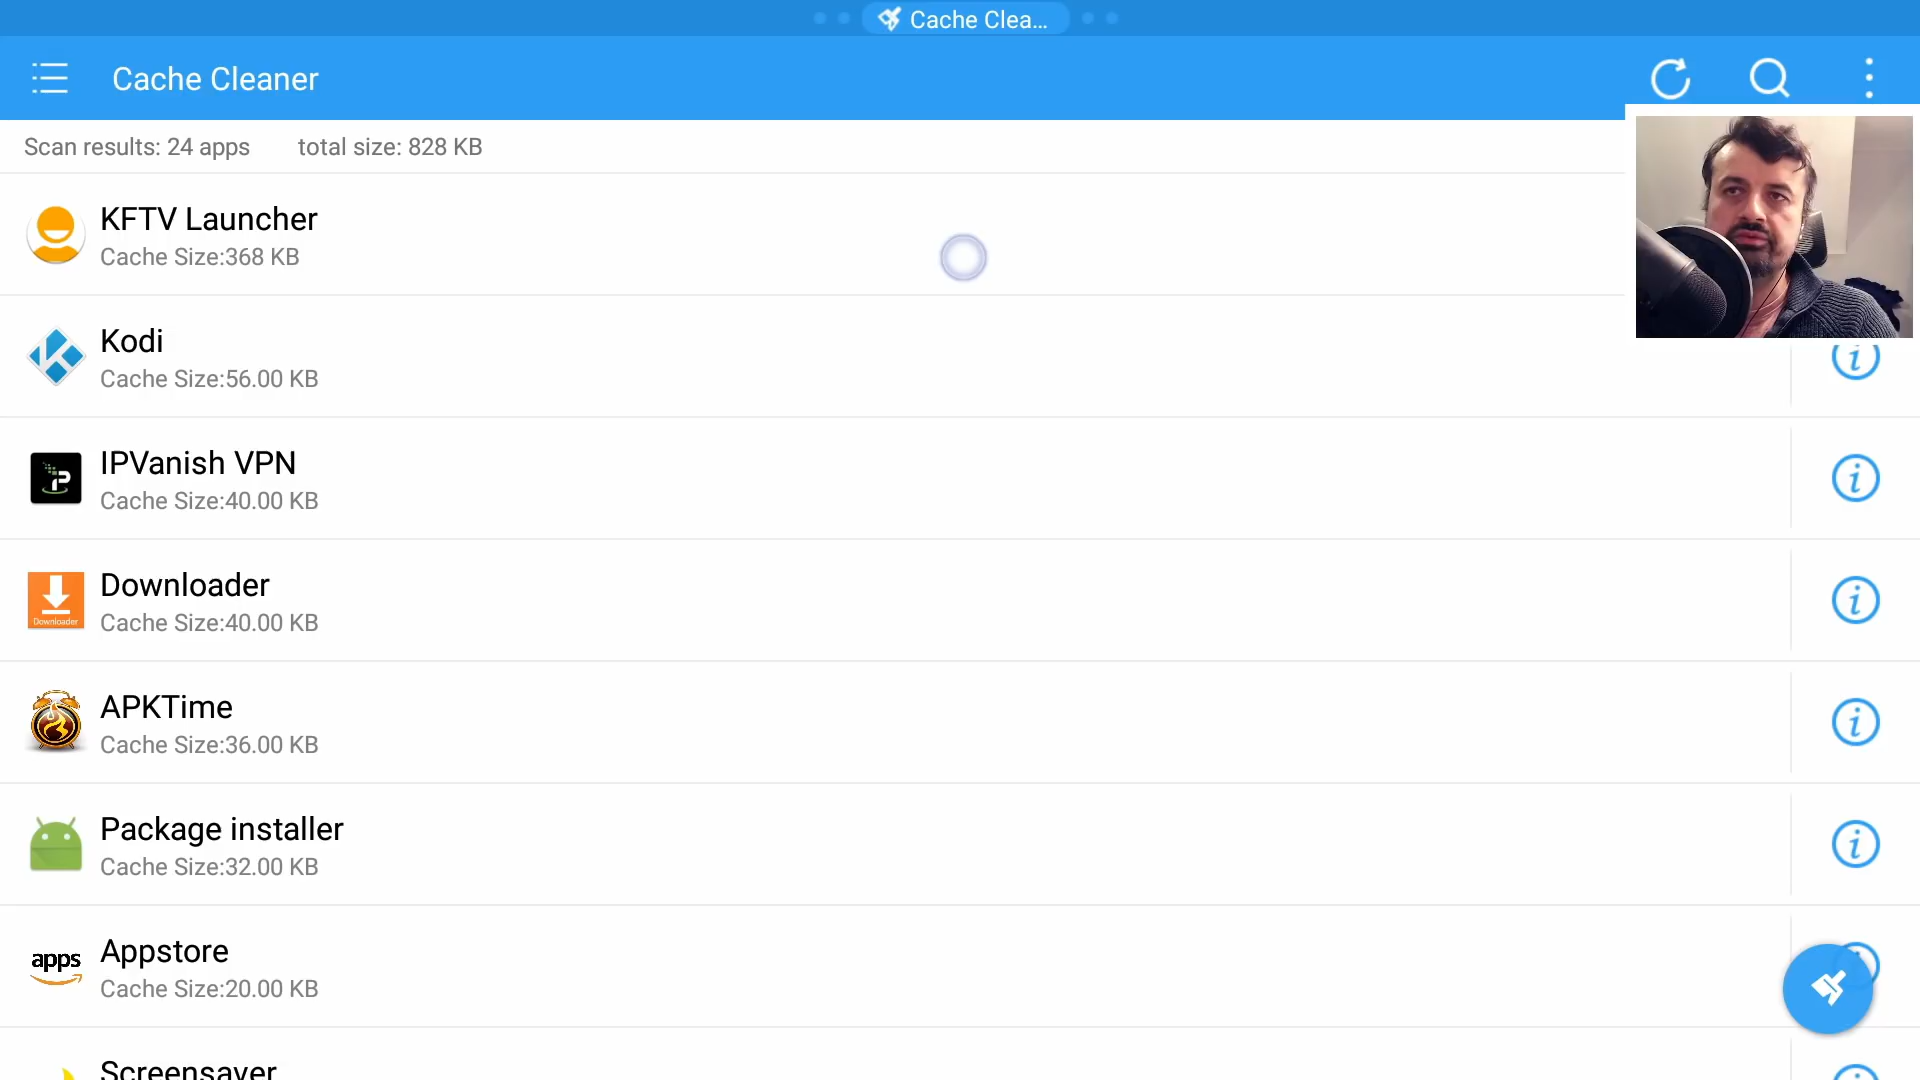 Cache Clea...
Cache Cleaner
Scan results: 24 apps total size: 828 KB
KFTV Launcher
Cache Size:368 KB
Kodi
Cache Size:56.00 KB
IPVanish VPN
Cache Size:40.00 KB
Downloader
Downloader
Cache Size:40.00 KB
APKTime
Cache Size:36.00 KB
Package installer
Cache Size:32.00 KB
apps
Appstore
Cache Size:20.00 KB
Screensaver